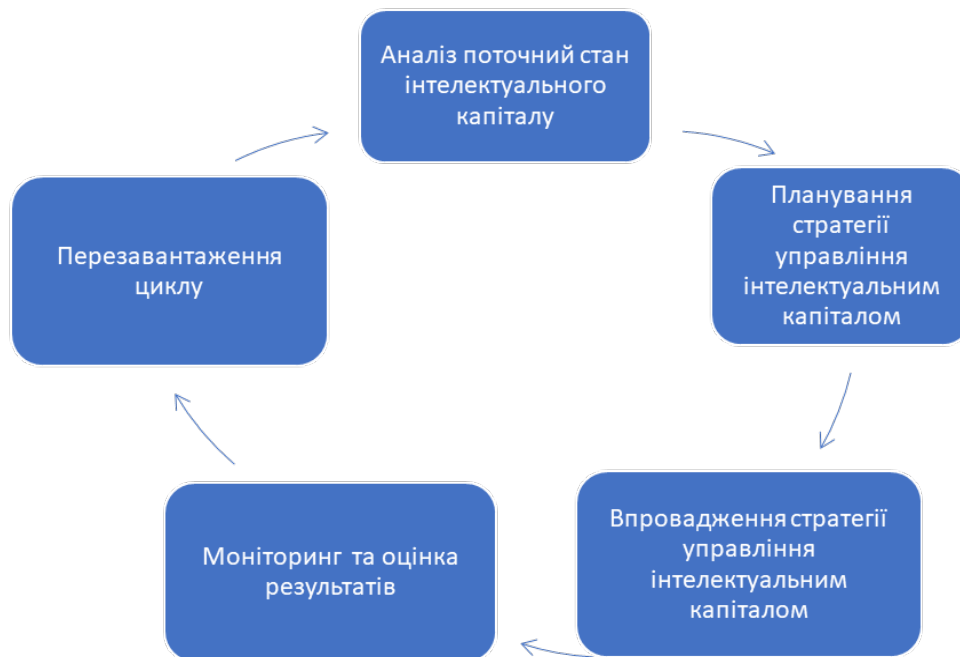 Аналіз поточний стан
інтелектуального
капіталу
Планування
стратегії
управління
інтелектуальним
капіталом
Впровадження стратегії
управління
інтелектуальним
капіталом
Моніторинг та оцінка
результатів
Перезавантаження
циклу